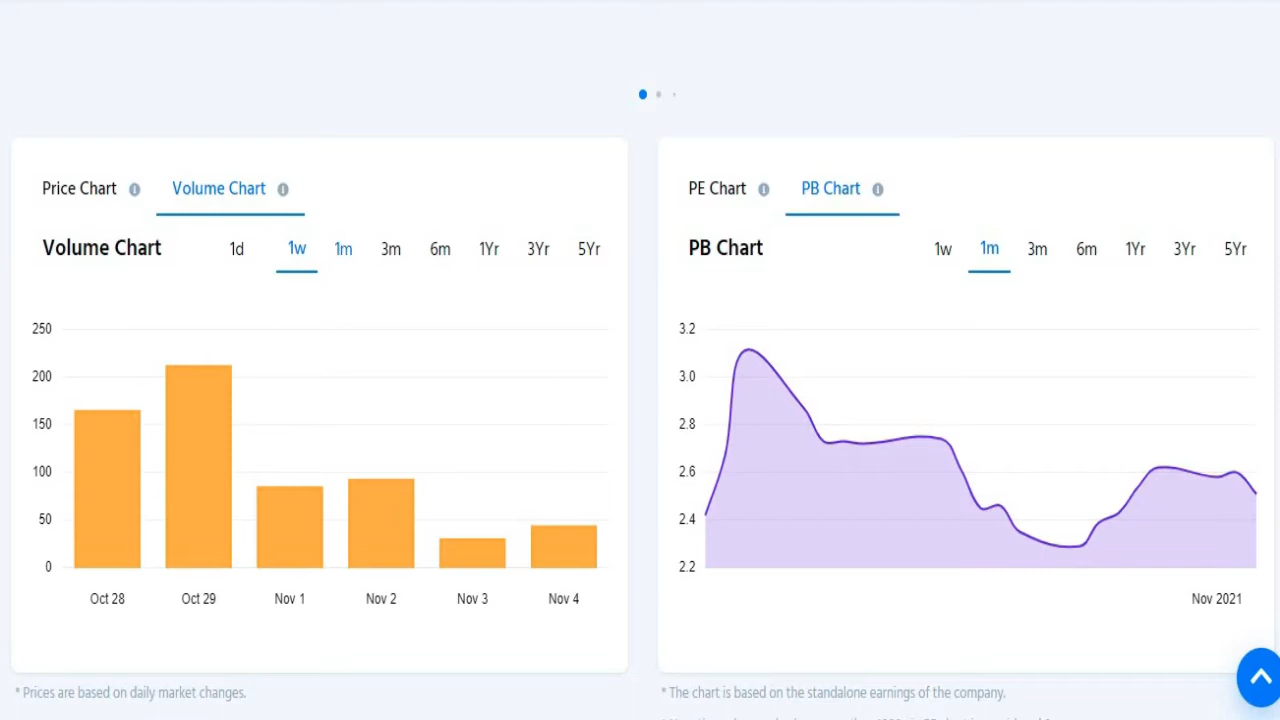 Price Chart Volume Chart
Volume Chart 1d 1w 1m 3m 6m 1Yr 3Yr 5Yr
250
200
150
100
50
0
Oct 28 Oct 29 Nov 1 Nov 2 Nov 3 Nov 4
* Prices are based on daily market changes.
PE Chart PB Chart
PB Chart 1w 1m 3m 6m 1Yr 3Yr 5Yr
3.2
3.0
2.8
2.6
2.4
2.2
Nov 2021
* The chart is based on the standalone earnings of the company.